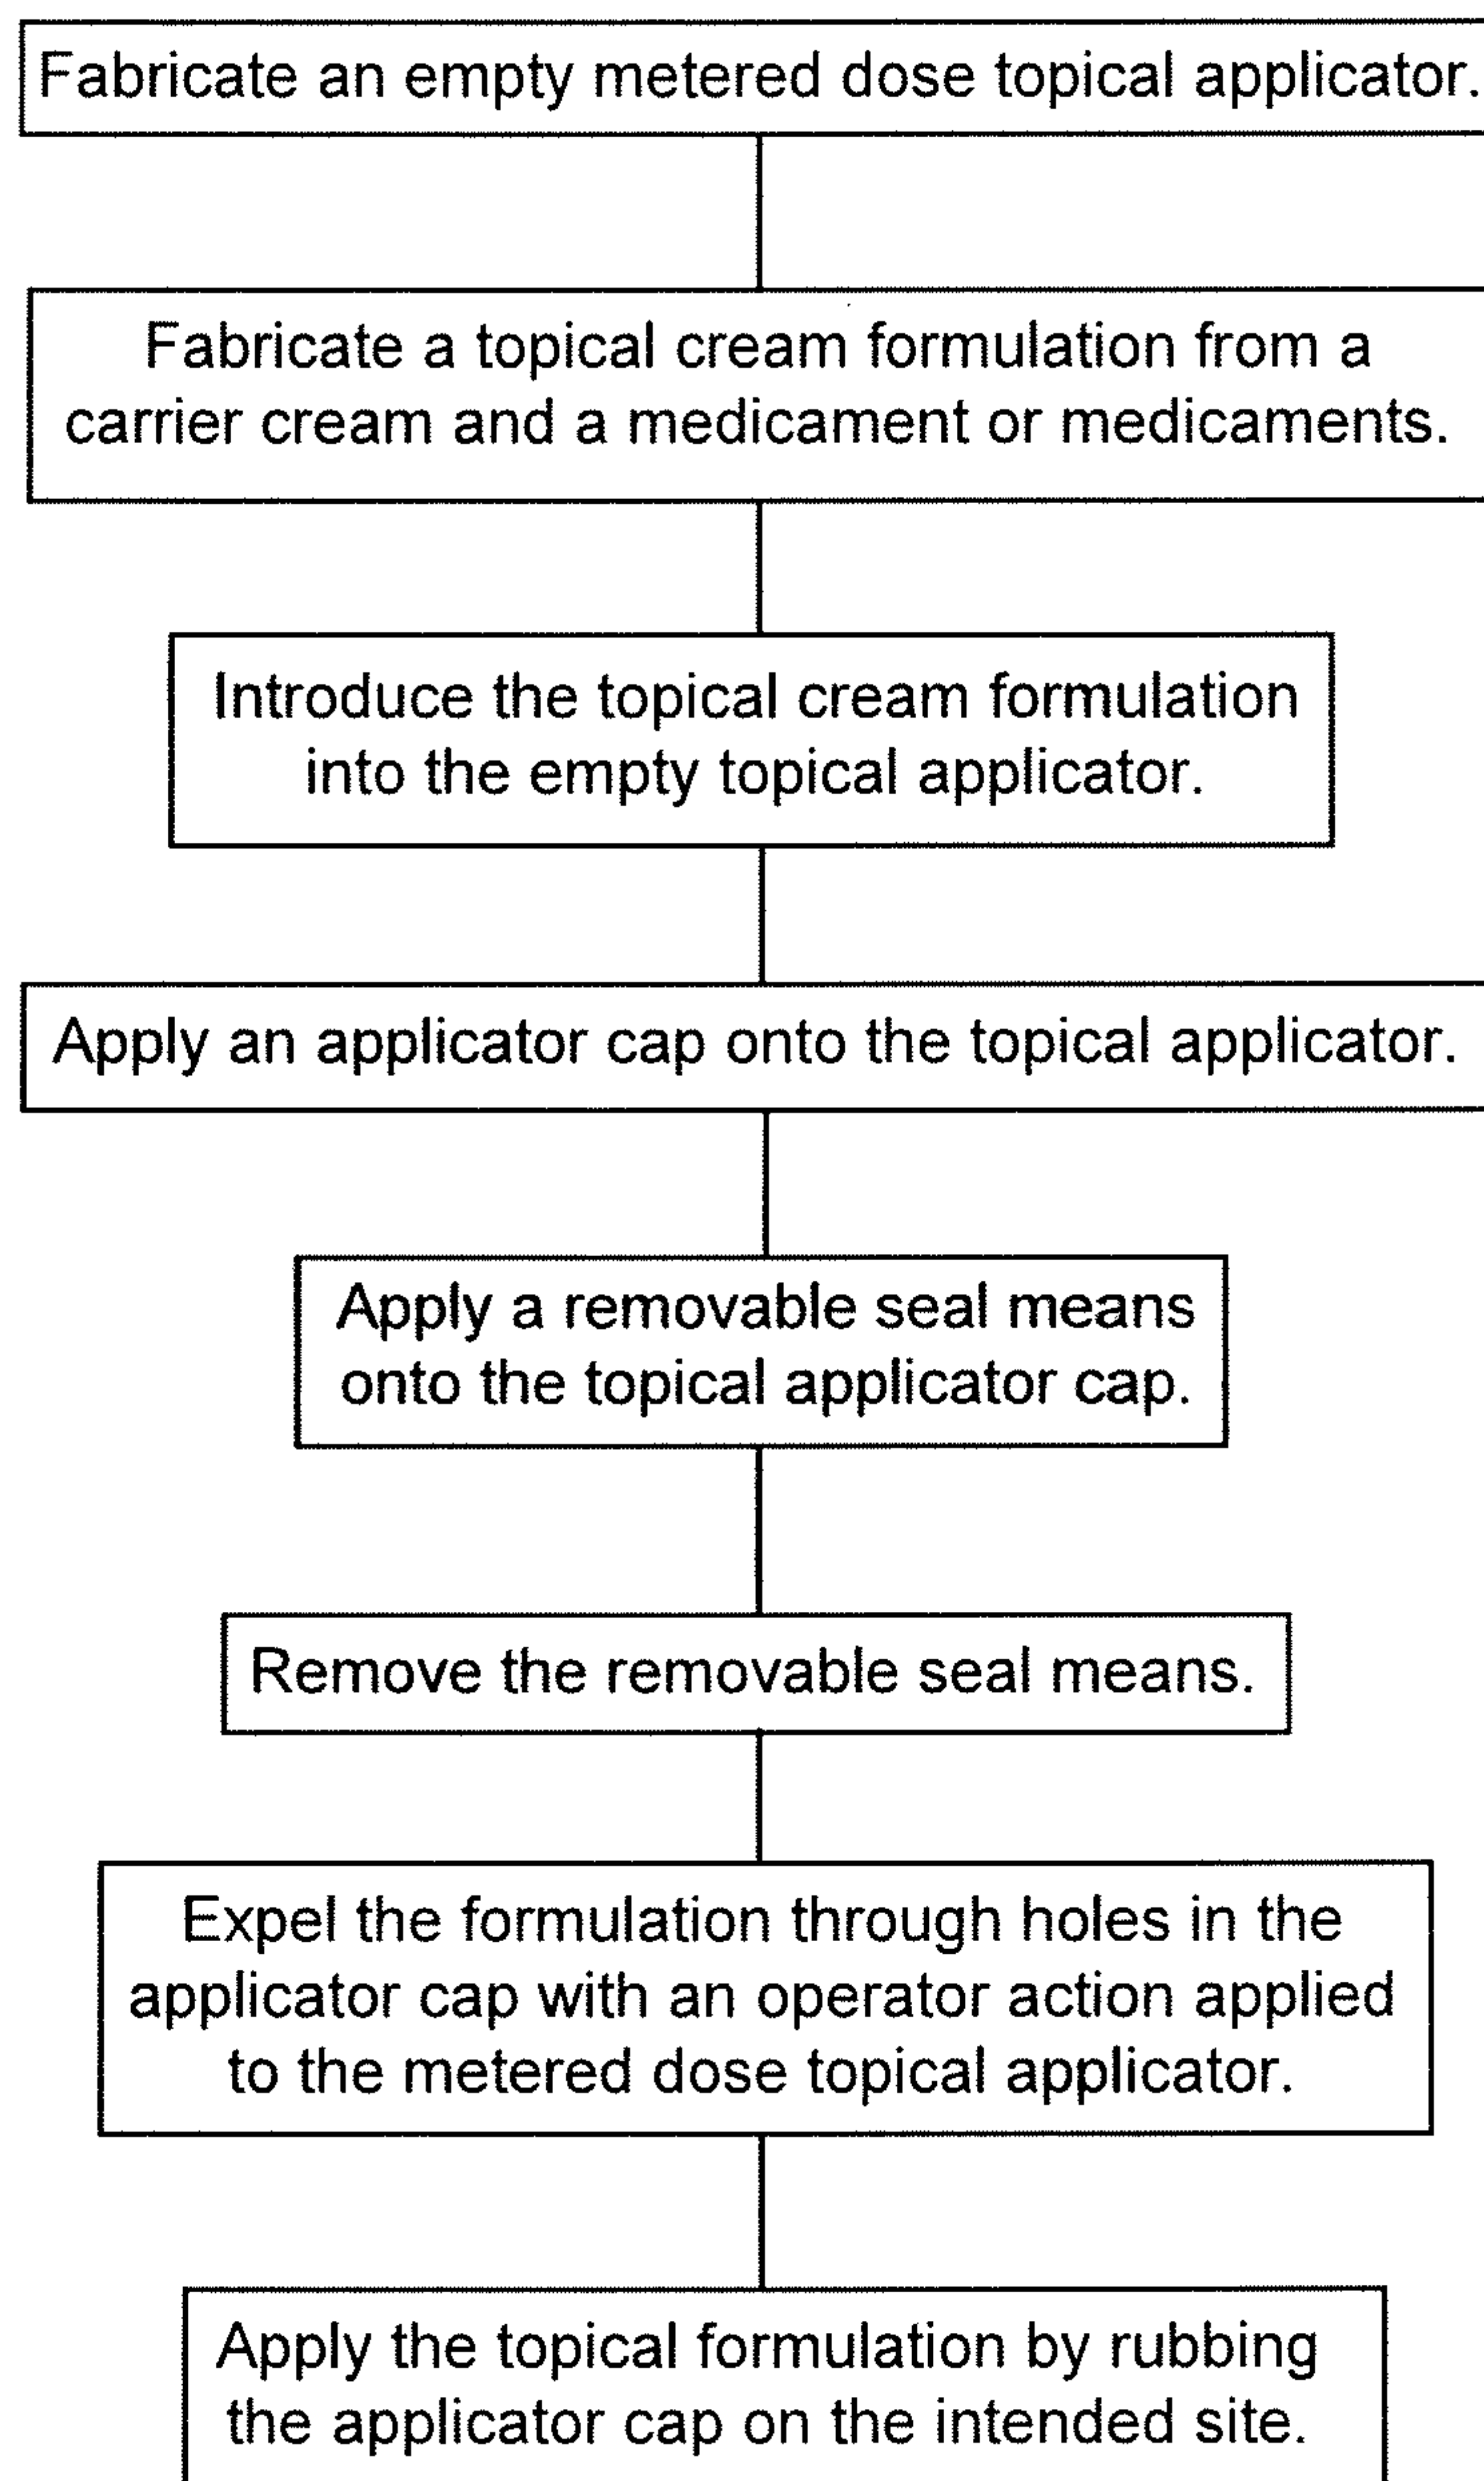 Fabricate an empty metered dose topical applicator.
Fabricate a topical cream formulation from a
carrier cream and a medicament or medicaments.
Introduce the topical cream formulation
into the empty topical applicator.
Apply an applicator cap onto the topical applicator.
Apply a removable seal means
onto the topical applicator cap.
Remove the removable seal means.
Expel the formulation through holes in the
applicator cap with an operator action applied
to the metered dose topical applicator.
Apply the topical formulation by rubbing
the applicator cap on the intended site.